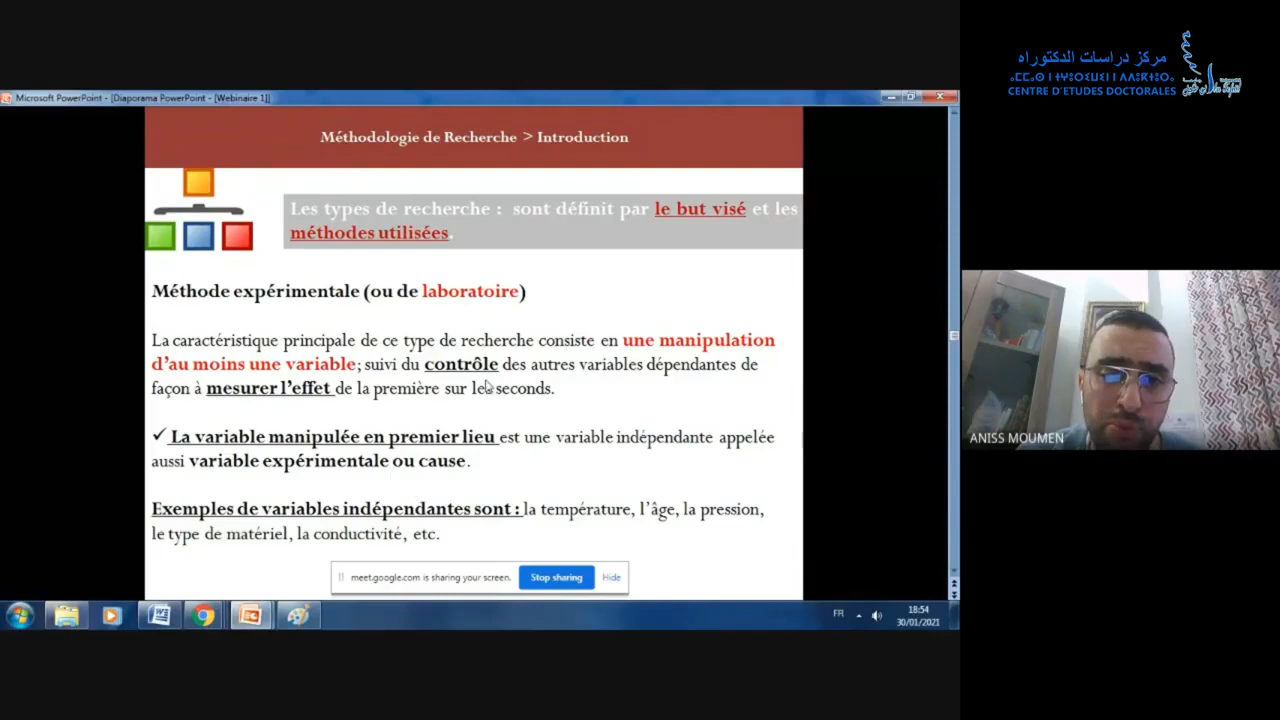 Microsoft PowerPoint - [Diaporama PowerPoint - [Webinaire 1]]
Méthodologie de Recherche > Introduction
Les types de recherche : sont définit par le but visé et les
méthodes utilisées.
Méthode expérimentale (ou de laboratoire)
La caractéristique principale de ce type de recherche consiste en une manipulation
d’au moins une variable; suivi du contrôle des autres variables dépendantes de
façon à mesurer l’effet de la première sur les seconds.
✓ La variable manipulée en premier lieu est une variable indépendante appelée
aussi variable expérimentale ou cause.
Exemples de variables indépendantes sont : la température, l’âge, la pression,
le type de matériel, la conductivité, etc.
meet.google.com is sharing your screen. Stop sharing Hide
FR
18:54
30/01/2021
مركز دراسات الدكتوراه
CENTRE D'ETUDES DOCTORALES
ANISS MOUMEN